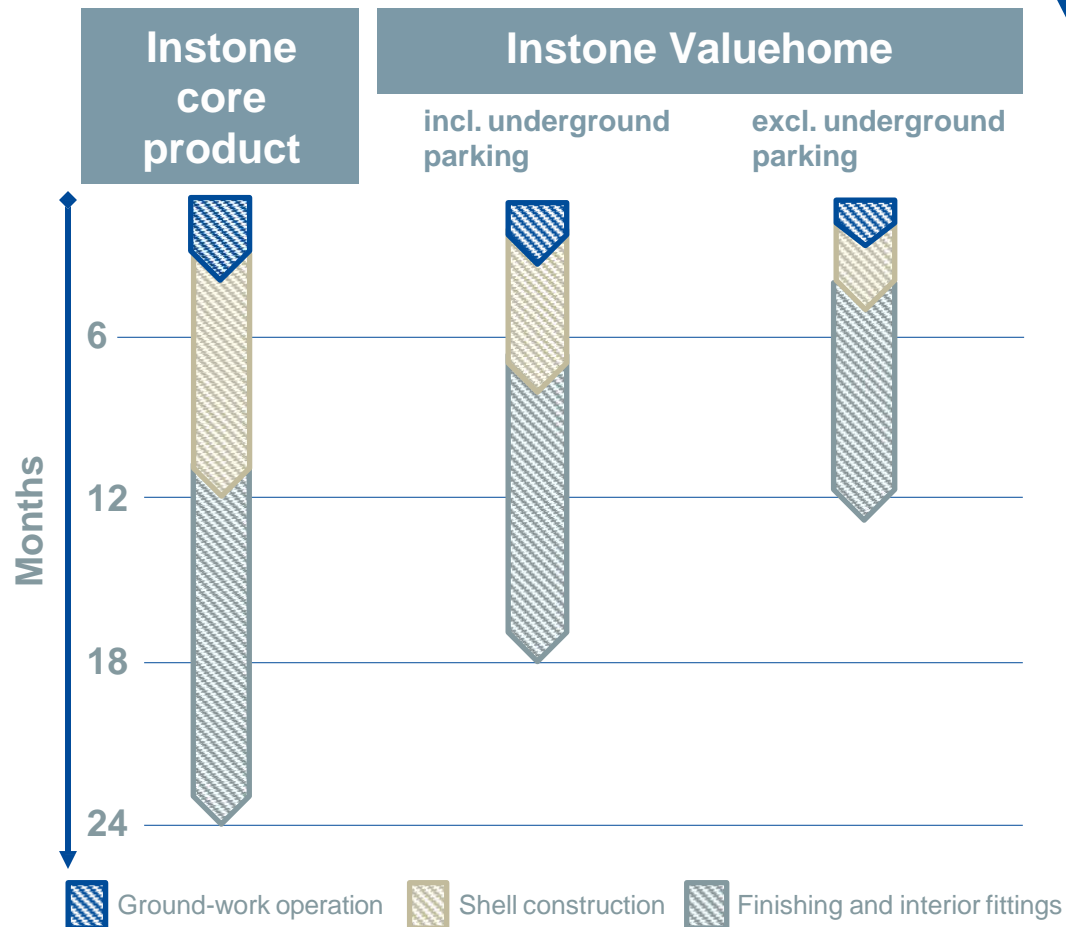 Instone
core
product
Instone Valuehome
incl. underground
parking
excl. underground
parking
Months
6
12
18
24
Ground-work operation
Shell construction
Finishing and interior fittings